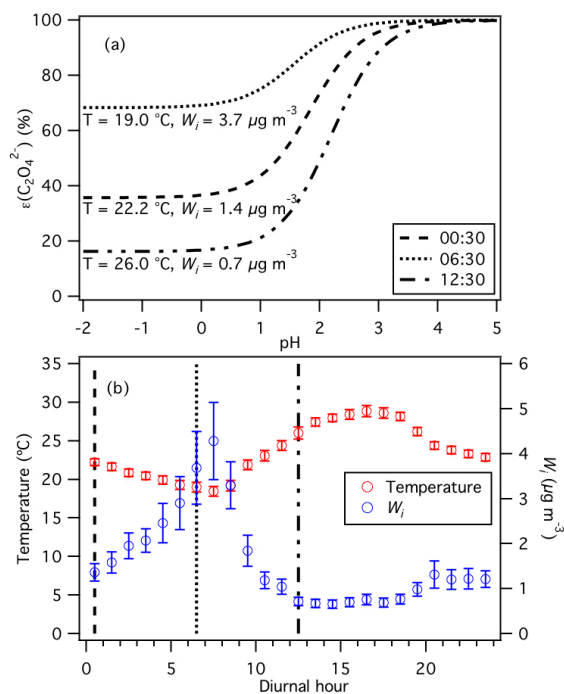 100
(a)
80
60
40
20
0
ε(C₂O₄²⁻) (%)
T = 19.0 °C, Wᵢ = 3.7 µg m⁻³
T = 22.2 °C, Wᵢ = 1.4 µg m⁻³
T = 26.0 °C, Wᵢ = 0.7 µg m⁻³
00:30
06:30
12:30
-2 -1 0 1 2 3 4 5
pH
35
30
25
20
15
10
5
0
Temperature (°C)
(b)
Temperature
Wᵢ
6
5
4
3
2
1
0
Wᵢ (µg m⁻³)
0 5 10 15 20
Diurnal hour